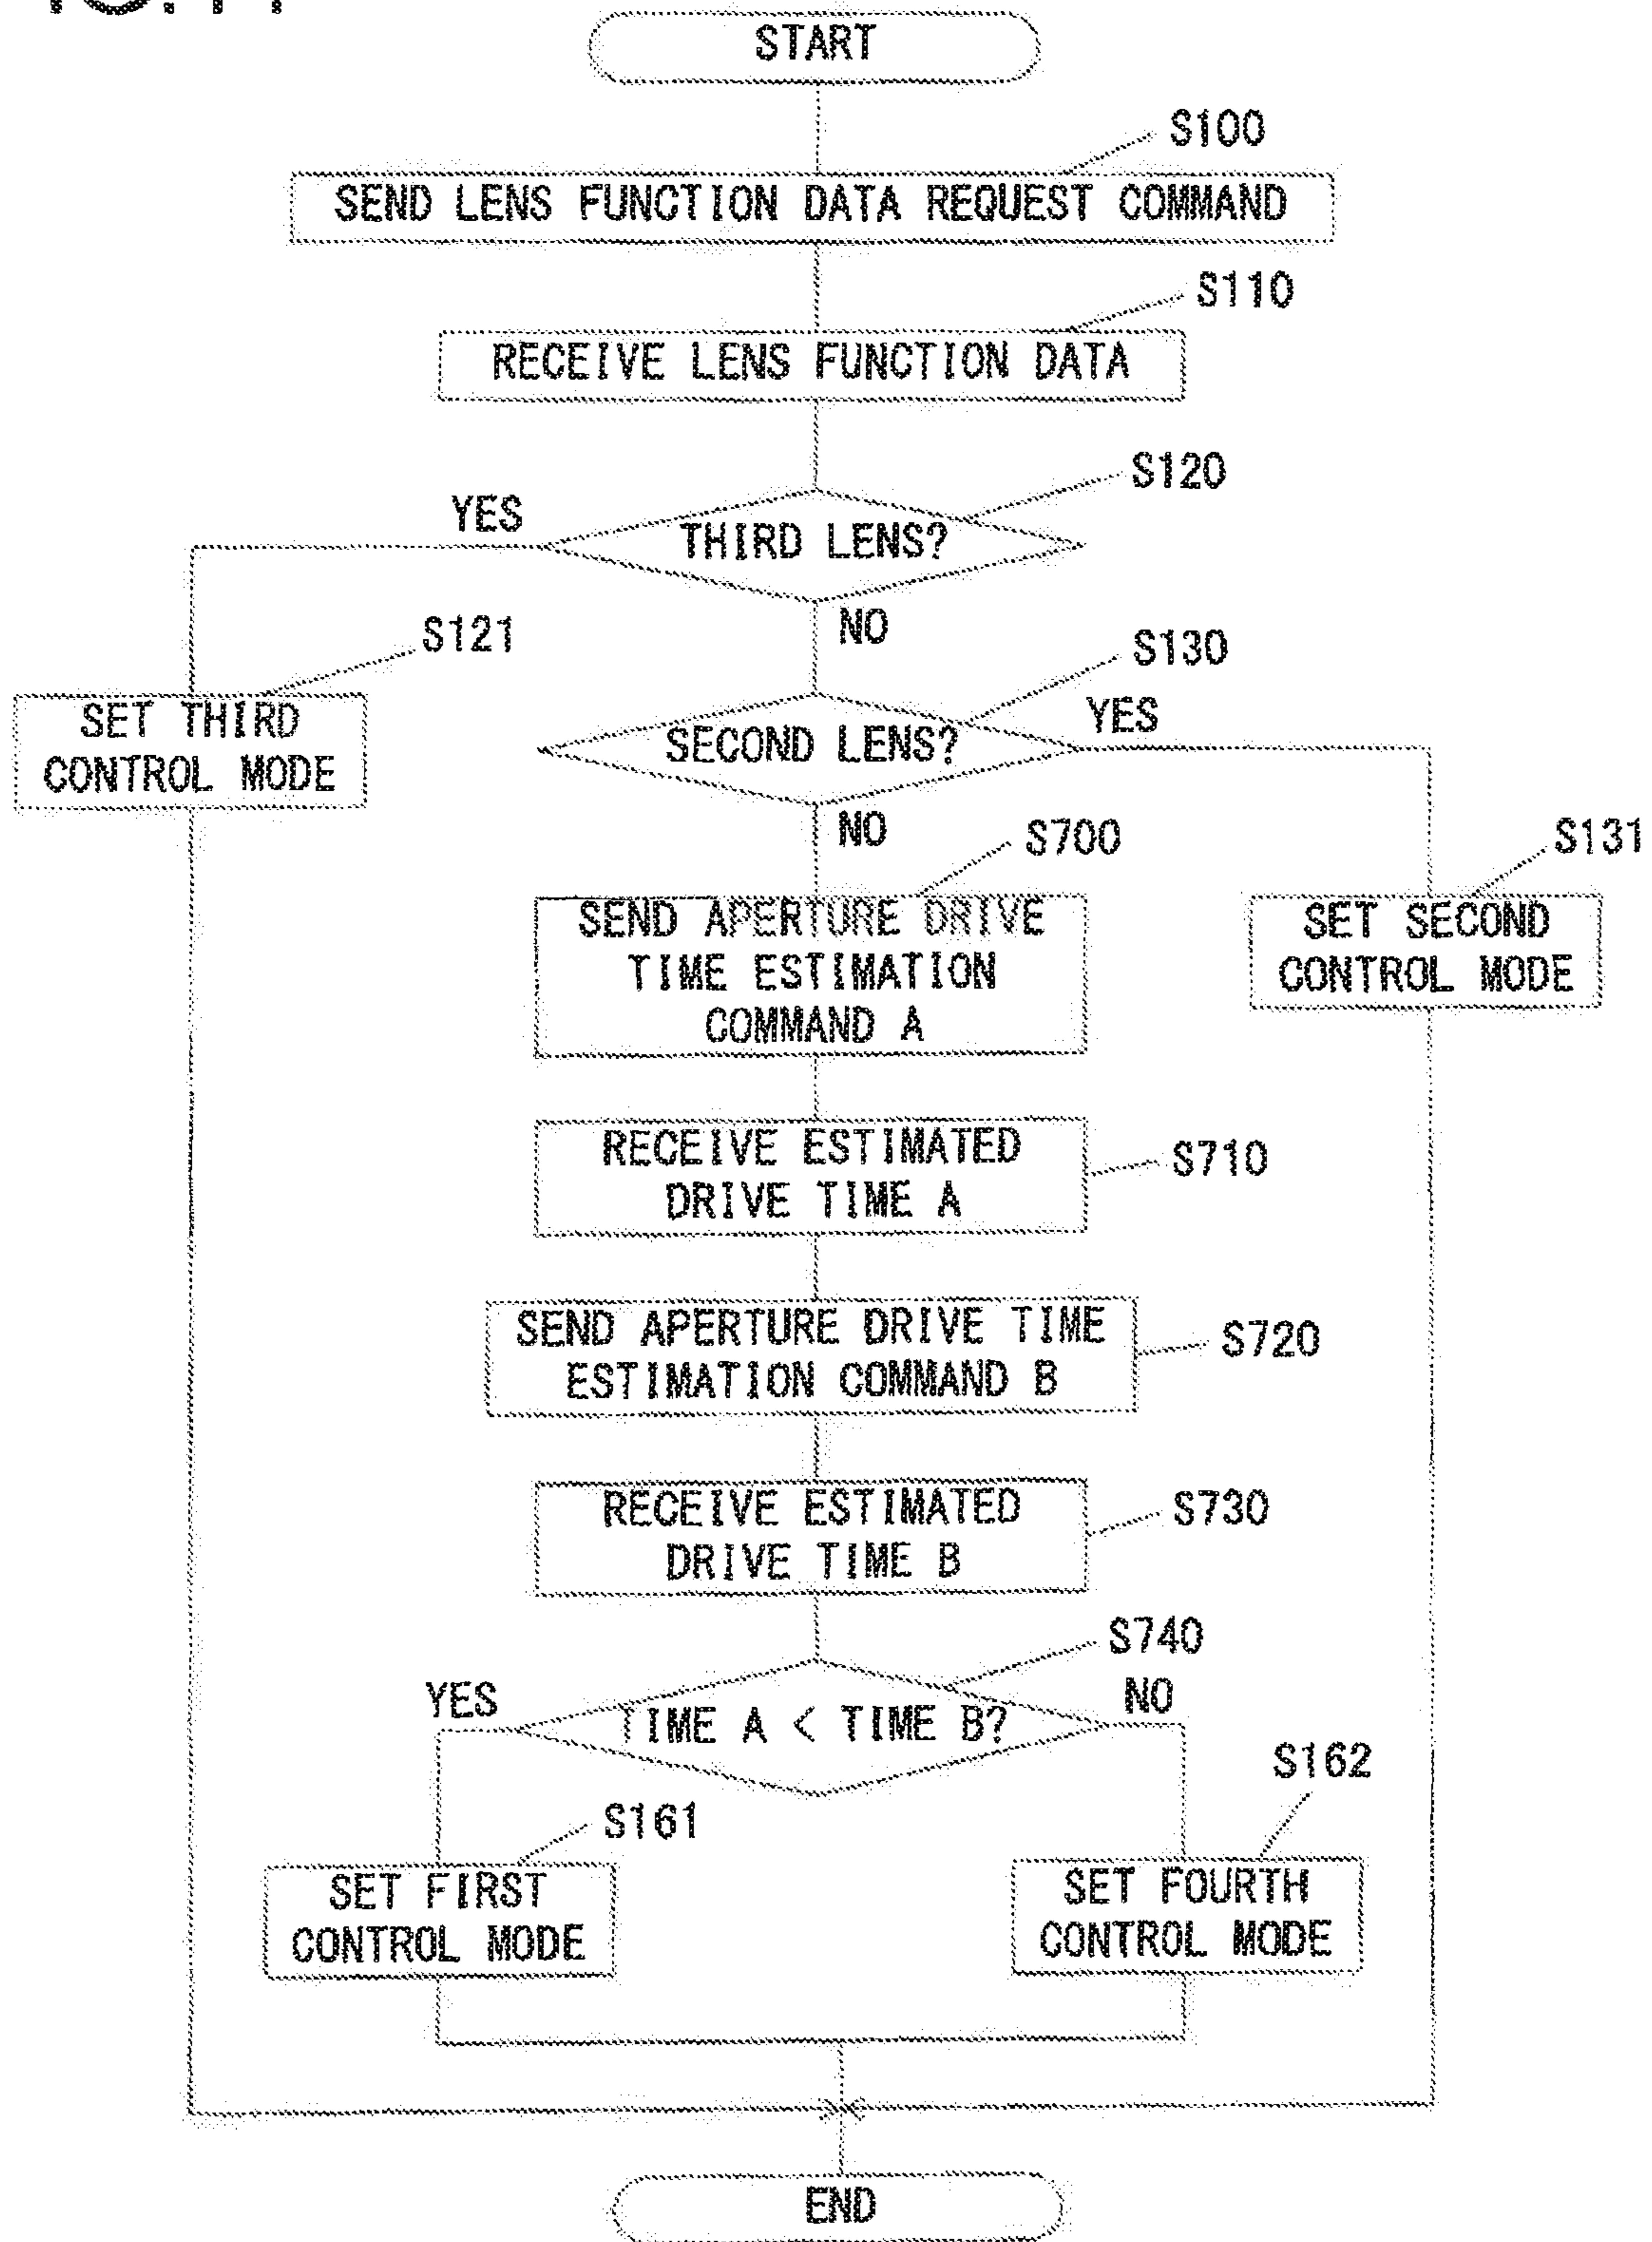 START
S100
SEND LENS FUNCTION DATA REQUEST COMMAND
S110
RECEIVE LENS FUNCTION DATA
S120
YES
THIRD LENS?
NO
S121
SET THIRD
CONTROL MODE
S130
YES
SECOND LENS?
NO
S700
SEND APERTURE DRIVE
TIME ESTIMATION
COMMAND A
S131
SET SECOND
CONTROL MODE
RECEIVE ESTIMATED
DRIVE TIME A
S710
SEND APERTURE DRIVE TIME
ESTIMATION COMMAND B
S720
RECEIVE ESTIMATED
DRIVE TIME B
S730
S740
YES
TIME A < TIME B?
NO
S161
SET FIRST
CONTROL MODE
S162
SET FOURTH
CONTROL MODE
END